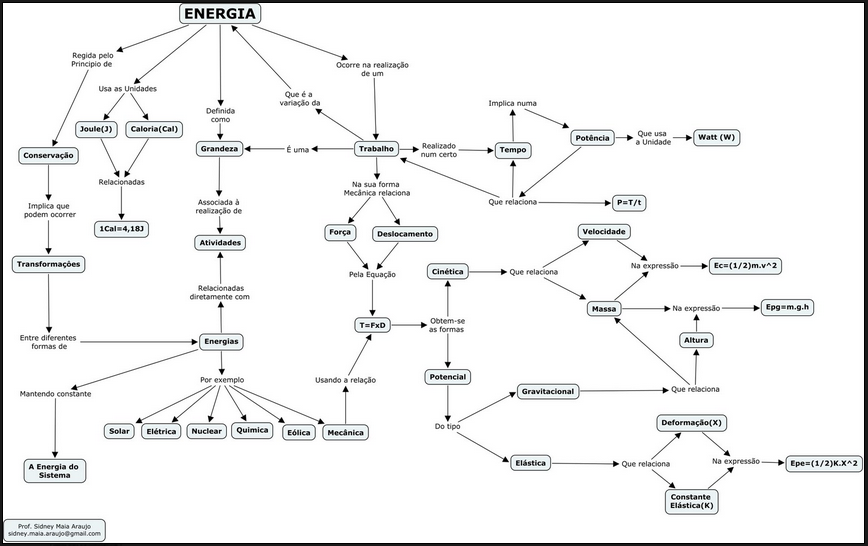 ENERGIA
Regida pelo
Principio de
Usa as Unidades
Definida
como
Que é a
variação da
Ocorre na realização
de um
Joule(J)
Caloria(Cal)
Conservação
Relacionadas
1Cal=4,18J
Grandeza
É uma
Trabalho
Realizado
num certo
Tempo
Implica numa
Potência
Que usa
a Unidade
Watt (W)
Que relaciona
P=T/t
Implica que
podem ocorrer
Transformações
Associada à
realização de
Atividades
Relacionadas
diretamente com
Na sua forma
Mecânica relaciona
Força
Deslocamento
Pela Equação
T=FxD
Obtem-se
as formas
Cinética
Que relaciona
Velocidade
Massa
Na expressão
Ec=(1/2)m.v^2
Na expressão
Epg=m.g.h
Altura
Que relaciona
Entre diferentes
formas de
Energias
Mantendo constante
A Energia do
Sistema
Por exemplo
Solar
Elétrica
Nuclear
Quimica
Eólica
Mecânica
Usando a relação
Potencial
Do tipo
Gravitacional
Elástica
Que relaciona
Deformação(X)
Constante
Elástica(K)
Na expressão
Epe=(1/2)K.X^2
Prof. Sidney Maia Araujo
sidney.maia.araujo@gmail.com